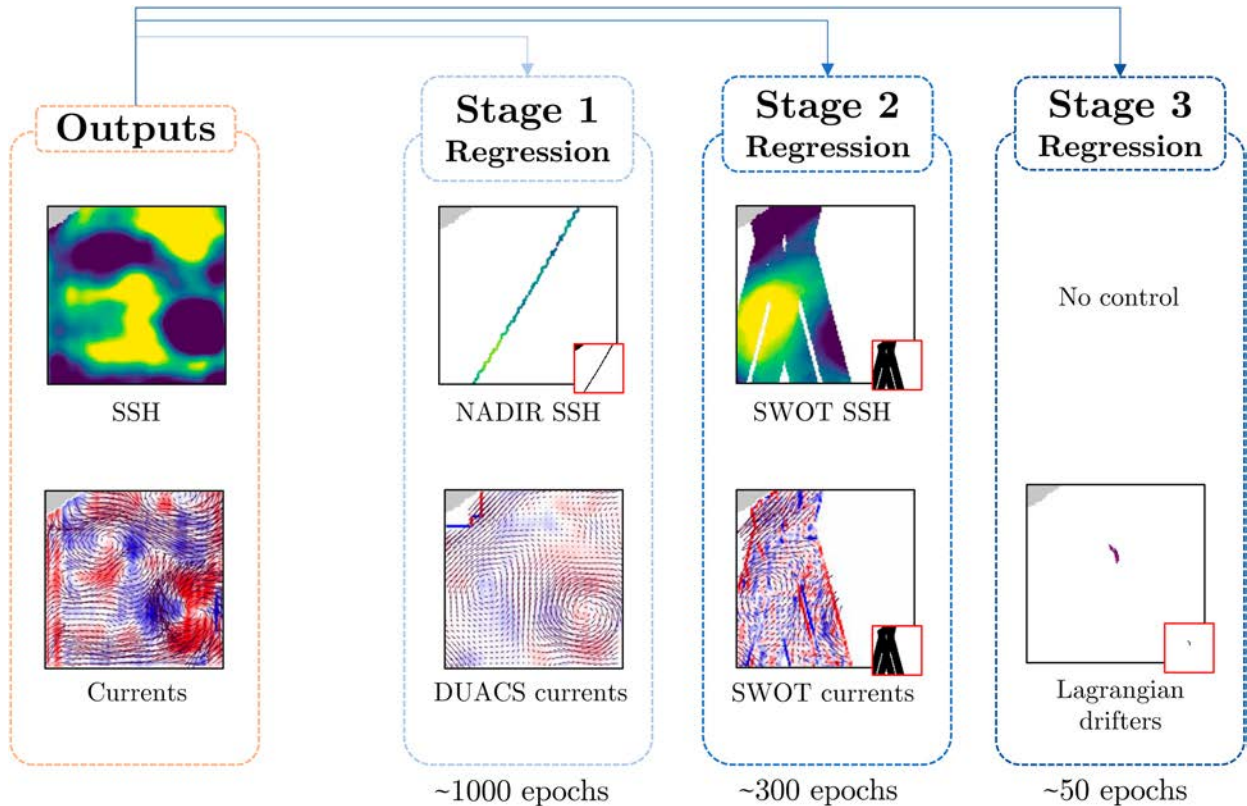 Outputs
SSH
Currents
Stage 1
Regression
NADIR SSH
DUACS currents
~1000 epochs
Stage 2
Regression
SWOT SSH
SWOT currents
~300 epochs
Stage 3
Regression
No control
Lagrangian
drifters
~50 epochs